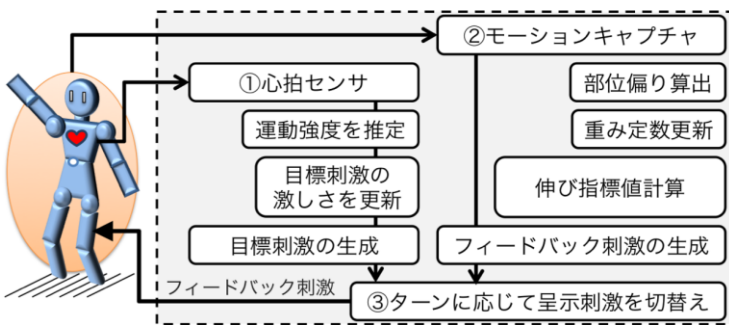 ②モーションキャプチャ
①心拍センサ
部位偏り算出
運動強度を推定
重み定数更新
目標刺激の
激しさを更新
伸び指標値計算
目標刺激の生成
フィードバック刺激の生成
フィードバック刺激
③ターンに応じて呈示刺激を切替え